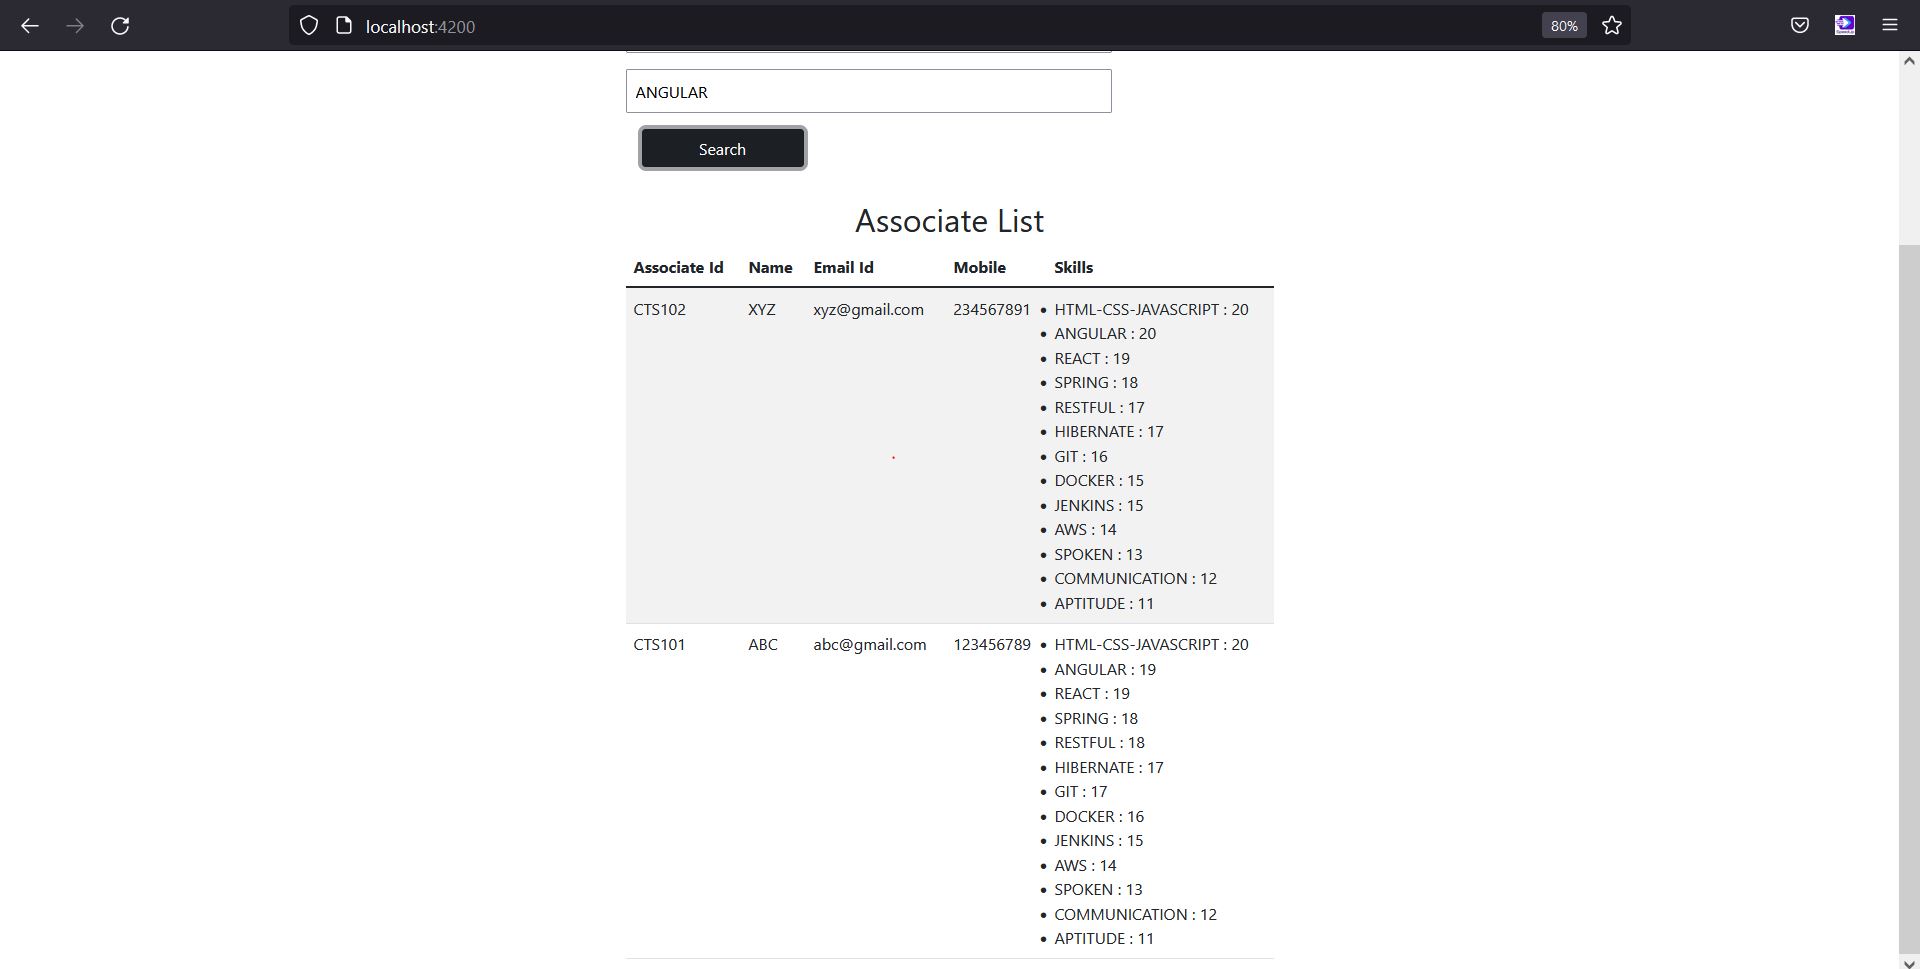 localhost:4200
80%
ANGULAR
Search
Associate List
Associate Id Name Email Id Mobile Skills
CTS102 XYZ xyz@gmail.com 234567891 • HTML-CSS-JAVASCRIPT : 20
• ANGULAR : 20
• REACT : 19
• SPRING : 18
• RESTFUL : 17
• HIBERNATE : 17
• GIT : 16
• DOCKER : 15
• JENKINS : 15
• AWS : 14
• SPOKEN : 13
• COMMUNICATION : 12
• APTITUDE : 11
CTS101 ABC abc@gmail.com 123456789 • HTML-CSS-JAVASCRIPT : 20
• ANGULAR : 19
• REACT : 19
• SPRING : 18
• RESTFUL : 18
• HIBERNATE : 17
• GIT : 17
• DOCKER : 16
• JENKINS : 15
• AWS : 14
• SPOKEN : 13
• COMMUNICATION : 12
• APTITUDE : 11